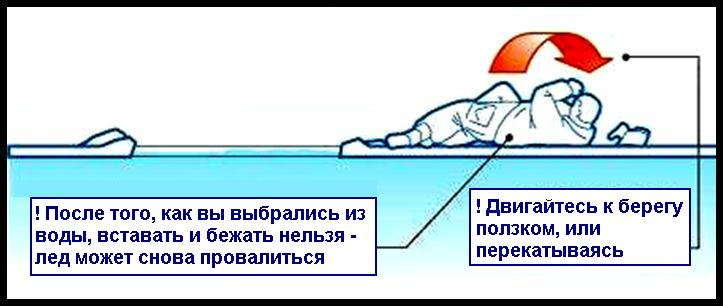 ! После того, как вы выбрались из
воды, вставать и бежать нельзя -
лед может снова провалиться
! Двигайтесь к берегу
ползком, или
перекатываясь